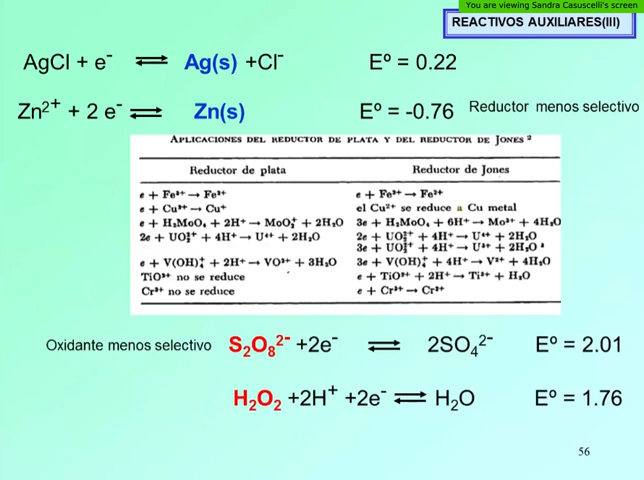 You are viewing Sandra Casuscelli's screen
REACTIVOS AUXILIARES(III)
AgCl + e⁻ ⇌ Ag(s) +Cl⁻ Eº = 0.22
Zn²⁺ + 2 e⁻ ⇌ Zn(s) Eº = -0.76 Reductor menos selectivo
APLICACIONES DEL REDUCTOR DE PLATA Y DEL REDUCTOR DE JONES ²
Reductor de plata Reductor de Jones
e + Fe³⁺ → Fe²⁺ e + Fe³⁺ → Fe²⁺
e + Cu²⁺ → Cu⁺ el Cu²⁺ se reduce a Cu metal
e + H₂MoO₄ + 2H⁺ → MoO₂⁺ + 2H₂O 3e + H₂MoO₄ + 6H⁺ → Mo³⁺ + 4H₂O
2e + UO₂²⁺ + 4H⁺ → U⁴⁺ + 2H₂O 2e + UO₂²⁺ + 4H⁺ → U⁴⁺ + 2H₂O
3e + UO₂²⁺ + 4H⁺ → U³⁺ + 2H₂O
e + V(OH)₄⁺ + 2H⁺ → VO²⁺ + 3H₂O 3e + V(OH)₄⁺ + 4H⁺ → V²⁺ + 4H₂O
TiO²⁺ no se reduce e + TiO²⁺ + 2H⁺ → Ti³⁺ + H₂O
Cr³⁺ no se reduce e + Cr³⁺ → Cr²⁺
Oxidante menos selectivo S₂O₈²⁻ +2e⁻ ⇌ 2SO₄²⁻ Eº = 2.01
H₂O₂ +2H⁺ +2e⁻ ⇌ H₂O Eº = 1.76
56